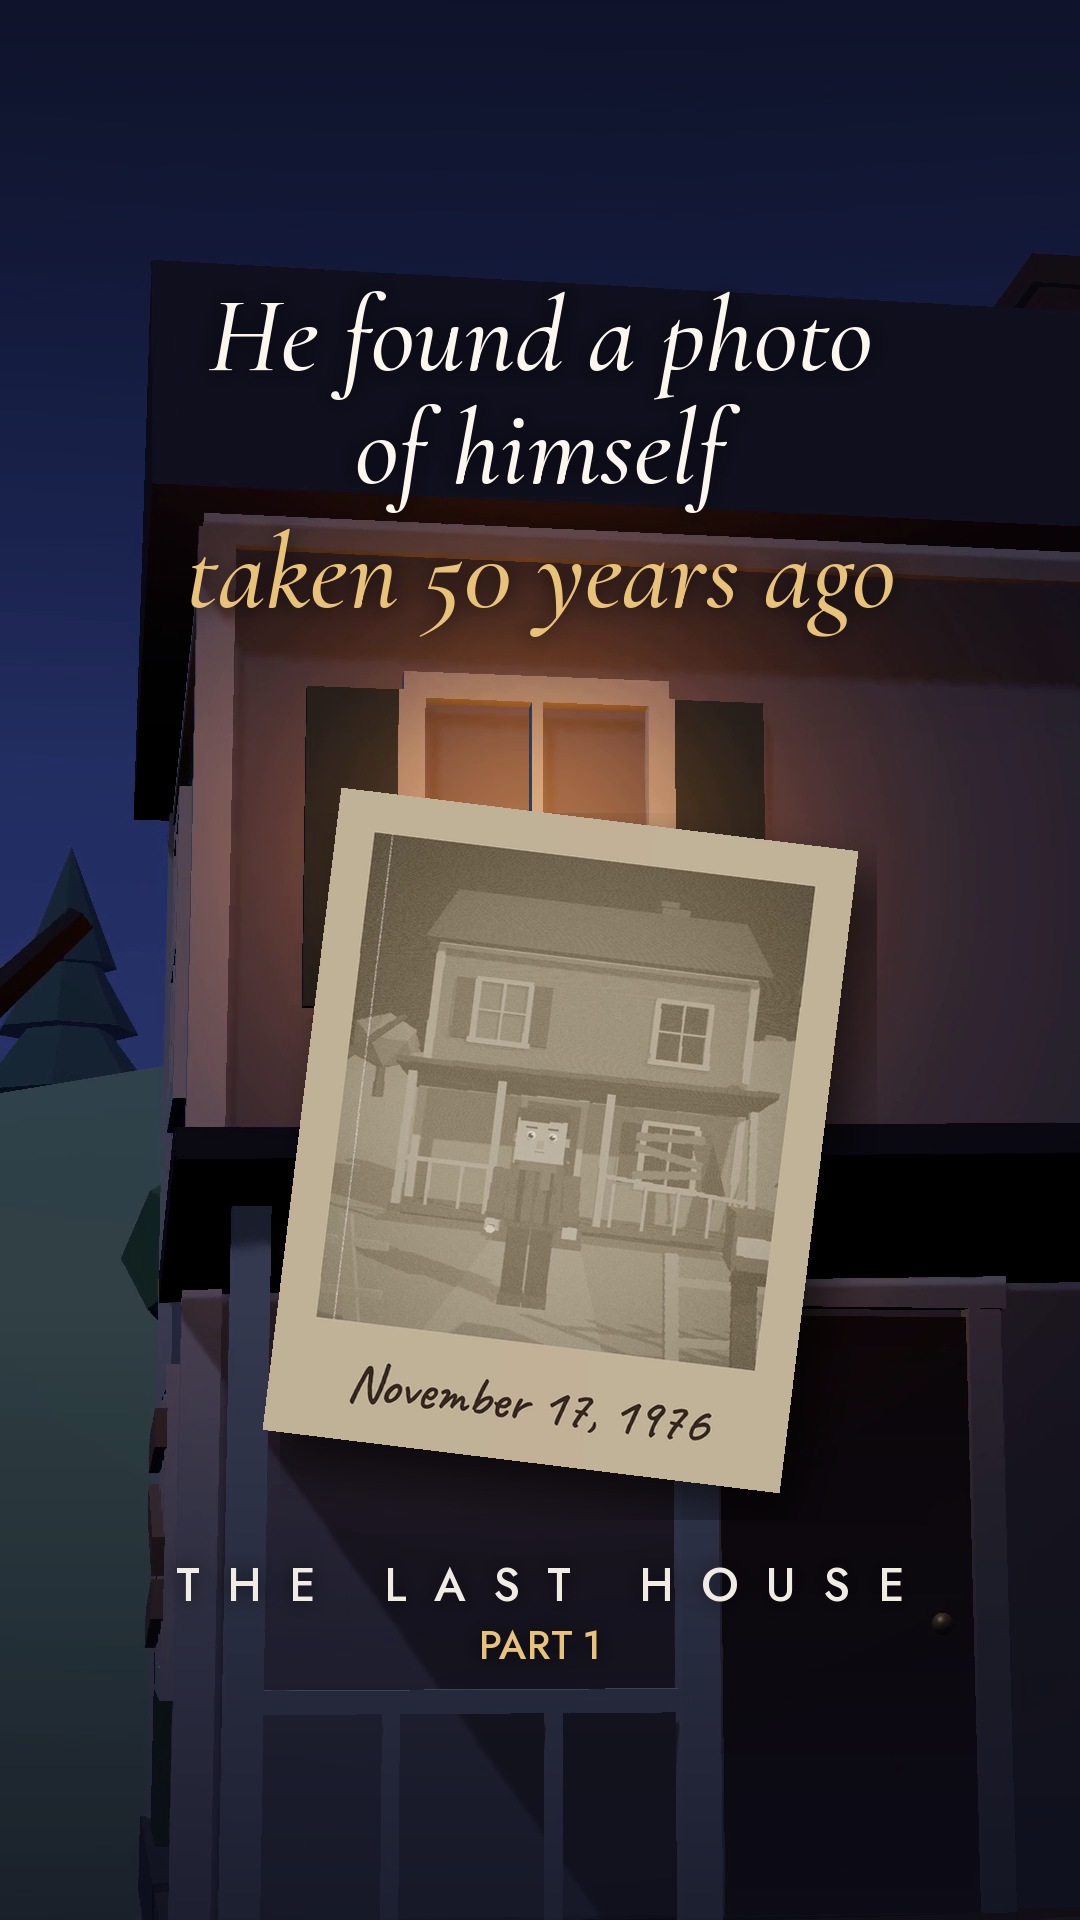 He found a photo
of himself
taken 50 years ago
November 17, 1976
THE LAST HOUSE
PART 1